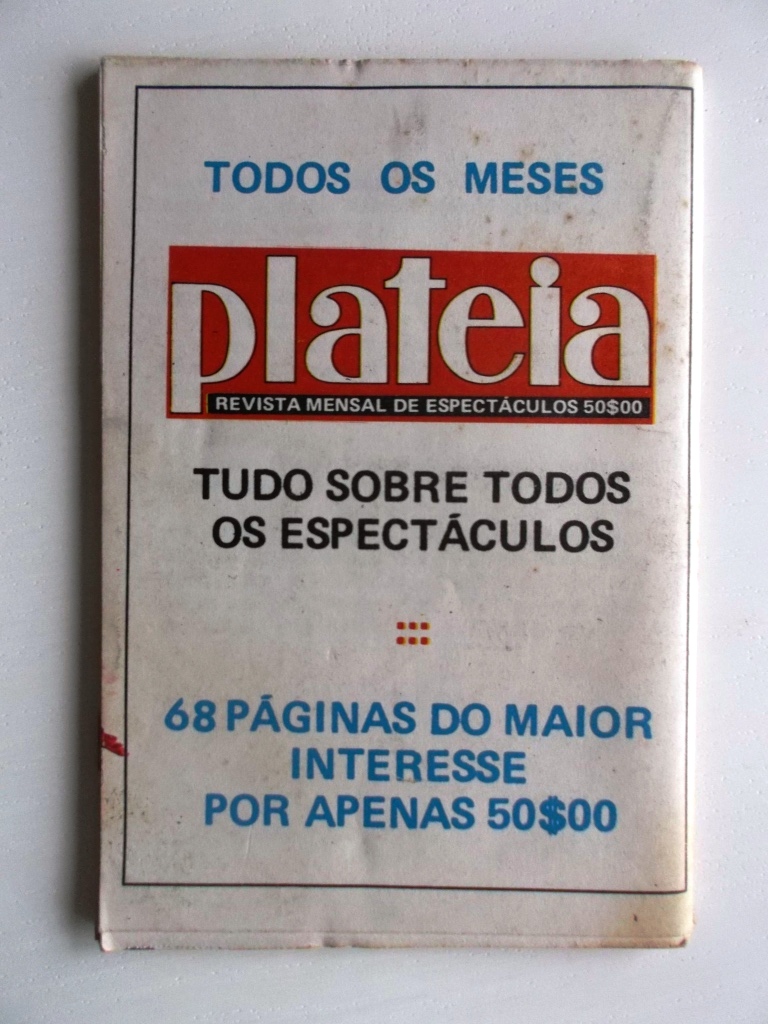 TODOS OS MESES
plateia
REVISTA MENSAL DE ESPECTÁCULOS 50$00
TUDO SOBRE TODOS
OS ESPECTÁCULOS
68 PÁGINAS DO MAIOR
INTERESSE
POR APENAS 50$00